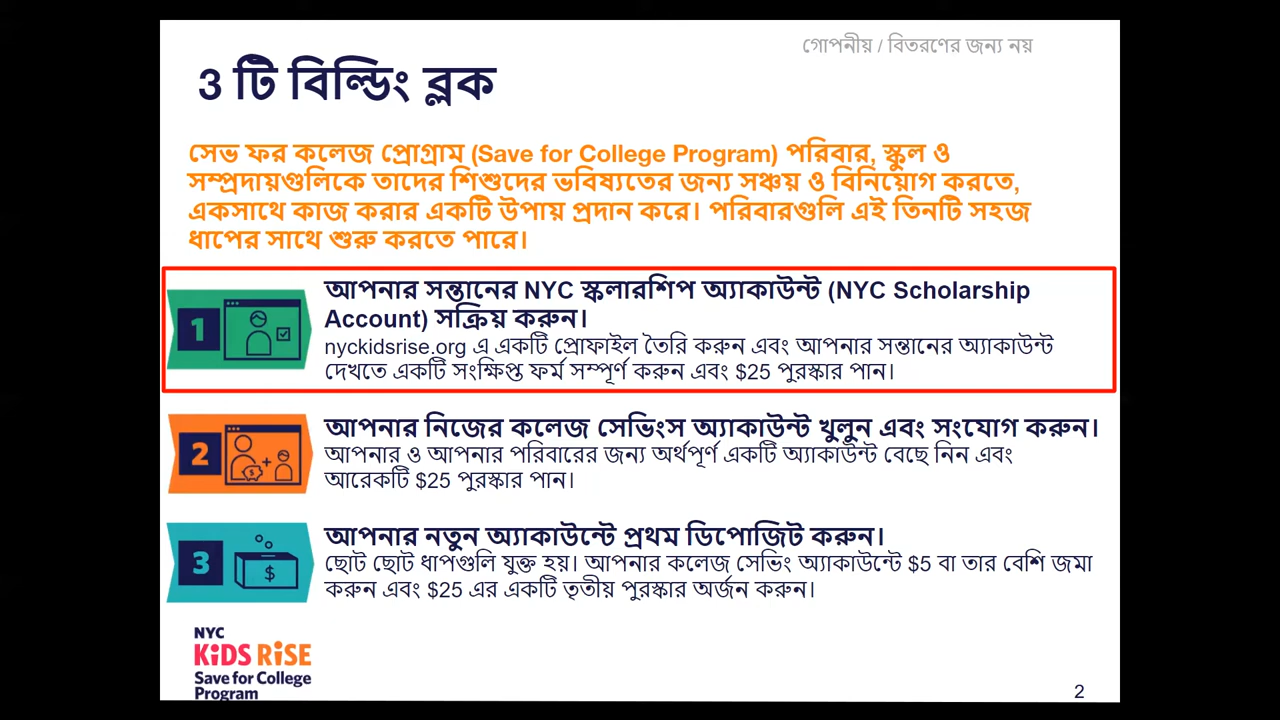 গোপনীয় / বিতরণের জন্য নয়
3 টি বিল্ডিং ব্লক
সেভ ফর কলেজ প্রোগ্রাম (Save for College Program) পরিবার, স্কুল ও
সম্প্রদায়গুলিকে তাদের শিশুদের ভবিষ্যতের জন্য সঞ্চয় ও বিনিয়োগ করতে,
একসাথে কাজ করার একটি উপায় প্রদান করে। পরিবারগুলি এই তিনটি সহজ
ধাপের সাথে শুরু করতে পারে।
1
আপনার সন্তানের NYC স্কলারশিপ অ্যাকাউন্ট (NYC Scholarship
Account) সক্রিয় করুন।
nyckidsrise.org এ একটি প্রোফাইল তৈরি করুন এবং আপনার সন্তানের অ্যাকাউন্ট
দেখতে একটি সংক্ষিপ্ত ফর্ম সম্পূর্ণ করুন এবং $25 পুরস্কার পান।
2
আপনার নিজের কলেজ সেভিংস অ্যাকাউন্ট খুলুন এবং সংযোগ করুন।
আপনার ও আপনার পরিবারের জন্য অর্থপূর্ণ একটি অ্যাকাউন্ট বেছে নিন এবং
আরেকটি $25 পুরস্কার পান।
3
আপনার নতুন অ্যাকাউন্টে প্রথম ডিপোজিট করুন।
ছোট ছোট ধাপগুলি যুক্ত হয়। আপনার কলেজ সেভিং অ্যাকাউন্টে $5 বা তার বেশি জমা
করুন এবং $25 এর একটি তৃতীয় পুরস্কার অর্জন করুন।
NYC
KiDS RiSE
Save for College
Program
2